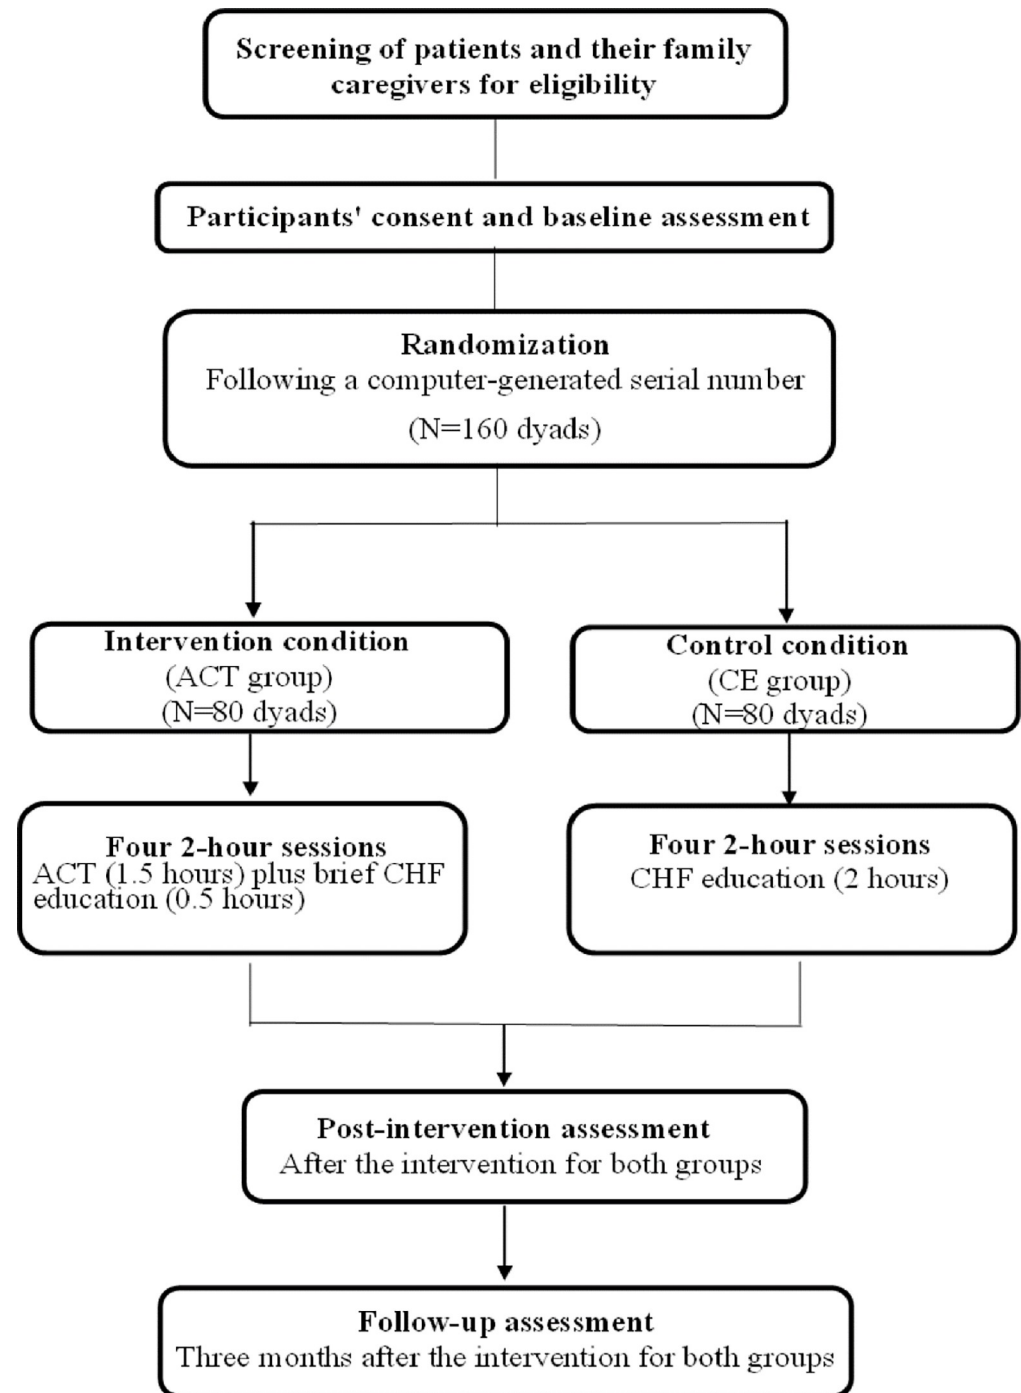 Screening of patients and their family
caregivers for eligibility
Participants' consent and baseline assessment
Randomization
Following a computer-generated serial number
(N=160 dyads)
Intervention condition
(ACT group)
(N=80 dyads)
Control condition
(CE group)
(N=80 dyads)
Four 2-hour sessions
ACT (1.5 hours) plus brief CHF
education (0.5 hours)
Four 2-hour sessions
CHF education (2 hours)
Post-intervention assessment
After the intervention for both groups
Follow-up assessment
Three months after the intervention for both groups